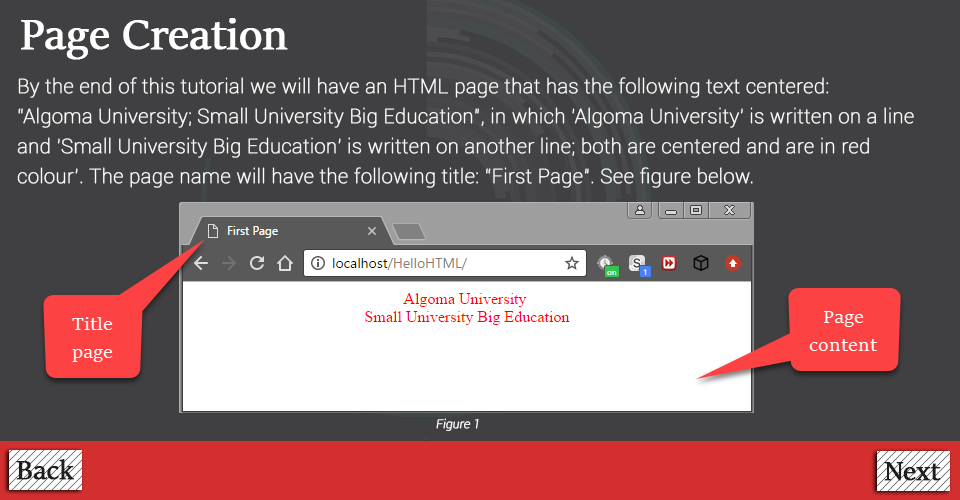 Page Creation
By the end of this tutorial we will have an HTML page that has the following text centered:
“Algoma University; Small University Big Education”, in which ‘Algoma University’ is written on a line
and ‘Small University Big Education’ is written on another line; both are centered and are in red
colour’. The page name will have the following title: “First Page”. See figure below.
First Page
localhost/HelloHTML/
on
S
1
Algoma University
Small University Big Education
Title
page
Page
content
Figure 1
Back
Next